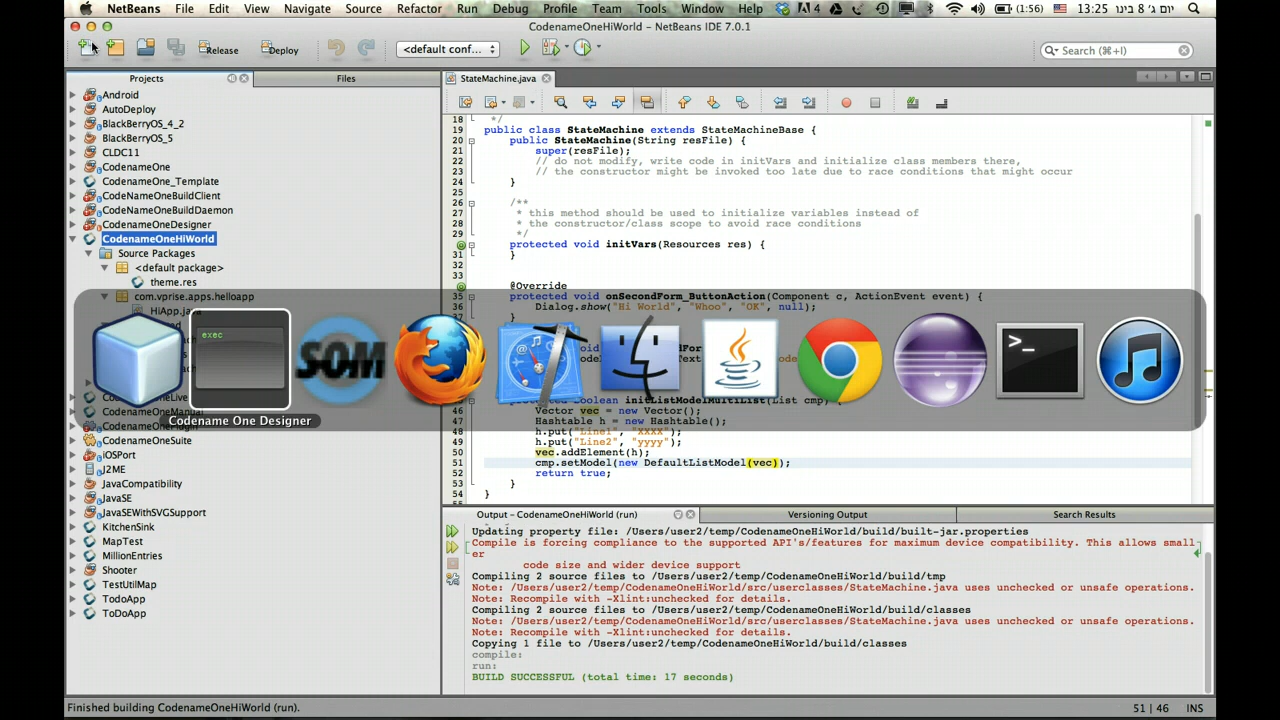 NetBeans File Edit View Navigate Source Refactor Run Debug Profile Team Tools Window Help 4 (1:56) 13:25 יום ג׳ 8 בינו
CodenameOneHiWorld - NetBeans IDE 7.0.1
Release Deploy <default conf... Search (⌘+I)
Projects Files StateMachine.java
Android
AutoDeploy
BlackBerryOS_4_2
BlackBerryOS_5
CLDC11
CodenameOne
CodenameOne_Template
CodeNameOneBuildClient
CodeNameOneBuildDaemon
CodenameOneDesigner
CodenameOneHiWorld
Source Packages
<default package>
theme.res
com.vprise.apps.helloapp
HiApp.java
CodenameOneSuite
iOSPort
J2ME
JavaCompatibility
JavaSE
JavaSEWithSVGSupport
KitchenSink
MapTest
MillionEntries
Shooter
TestUtilMap
TodoApp
ToDoApp
18 */
19 public class StateMachine extends StateMachineBase {
20 public StateMachine(String resFile) {
21 super(resFile);
22 // do not modify, write code in initVars and initialize class members there,
23 // the constructor might be invoked too late due to race conditions that might occur
24 }
25
26 /**
27 * this method should be used to initialize variables instead of
28 * the constructor/class scope to avoid race conditions
29 */
30 protected void initVars(Resources res) {
31 }
32
33
@Override
35 protected void onSecondForm_ButtonAction(Component c, ActionEvent event) {
36 Dialog.show("Hi World", "Whoo", "OK", null);
37 }
exec
SOM
Codename One Designer
boolean initListModelMultiList(List cmp) {
46 Vector vec = new Vector();
47 Hashtable h = new Hashtable();
48 h.put("Line1", "xxxx");
49 h.put("Line2", "yyyy");
50 vec.addElement(h);
51 cmp.setModel(new DefaultListModel(vec));
52 return true;
53 }
54 }
Output - CodenameOneHiWorld (run) Versioning Output Search Results
Updating property file: /Users/user2/temp/CodenameOneHiWorld/build/built-jar.properties
Compile is forcing compliance to the supported API's/features for maximum device compatibility. This allows small
er
code size and wider device support
Compiling 2 source files to /Users/user2/temp/CodenameOneHiWorld/build/tmp
Note: /Users/user2/temp/CodenameOneHiWorld/src/userclasses/StateMachine.java uses unchecked or unsafe operations.
Note: Recompile with -Xlint:unchecked for details.
Compiling 2 source files to /Users/user2/temp/CodenameOneHiWorld/build/classes
Note: /Users/user2/temp/CodenameOneHiWorld/src/userclasses/StateMachine.java uses unchecked or unsafe operations.
Note: Recompile with -Xlint:unchecked for details.
Copying 1 file to /Users/user2/temp/CodenameOneHiWorld/build/classes
compile:
run:
BUILD SUCCESSFUL (total time: 17 seconds)
Finished building CodenameOneHiWorld (run). 51 | 46 INS